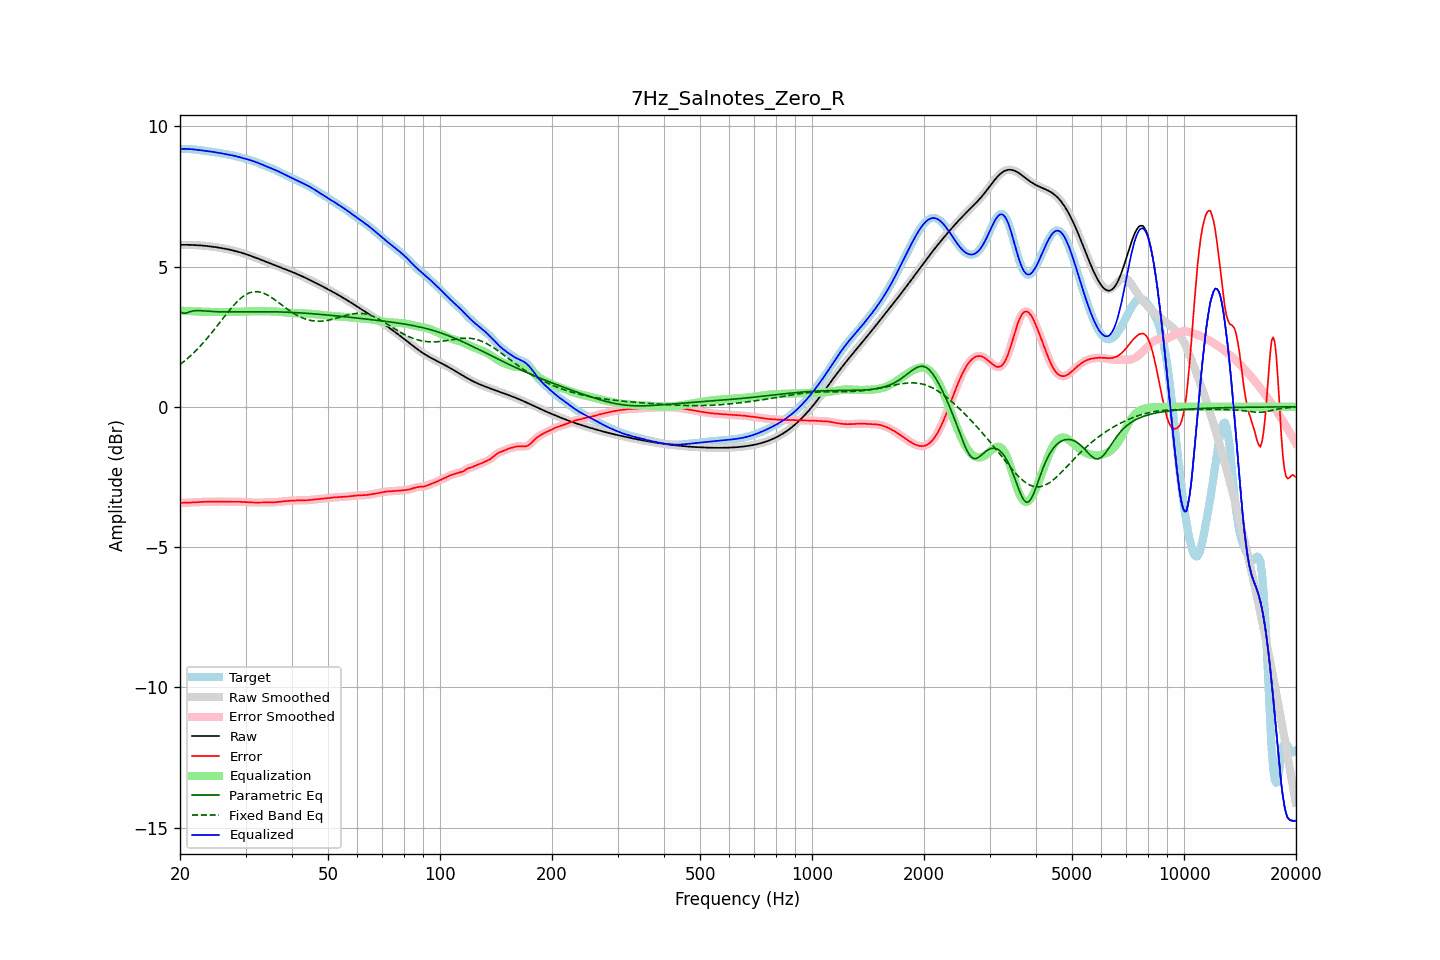 7Hz_Salnotes_Zero_R
Amplitude (dBr)
10
5
0
−5
−10
−15
Target
Raw Smoothed
Error Smoothed
Raw
Error
Equalization
Parametric Eq
Fixed Band Eq
Equalized
20
50
100
200
500
1000
2000
5000
10000
20000
Frequency (Hz)